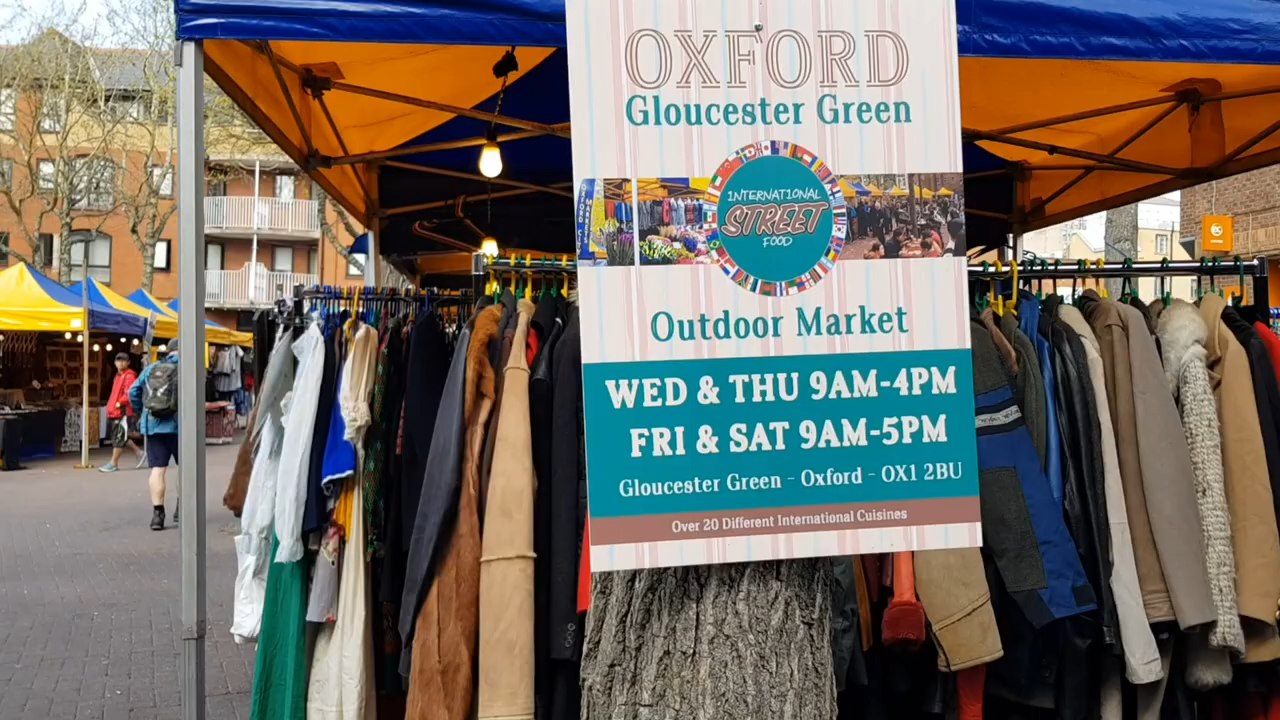 OXFORD
Gloucester Green
INTERNATIONAL
STREET
FOOD
Outdoor Market
WED & THU 9AM-4PM
FRI & SAT 9AM-5PM
Gloucester Green - Oxford - OX1 2BU
Over 20 Different International Cuisines